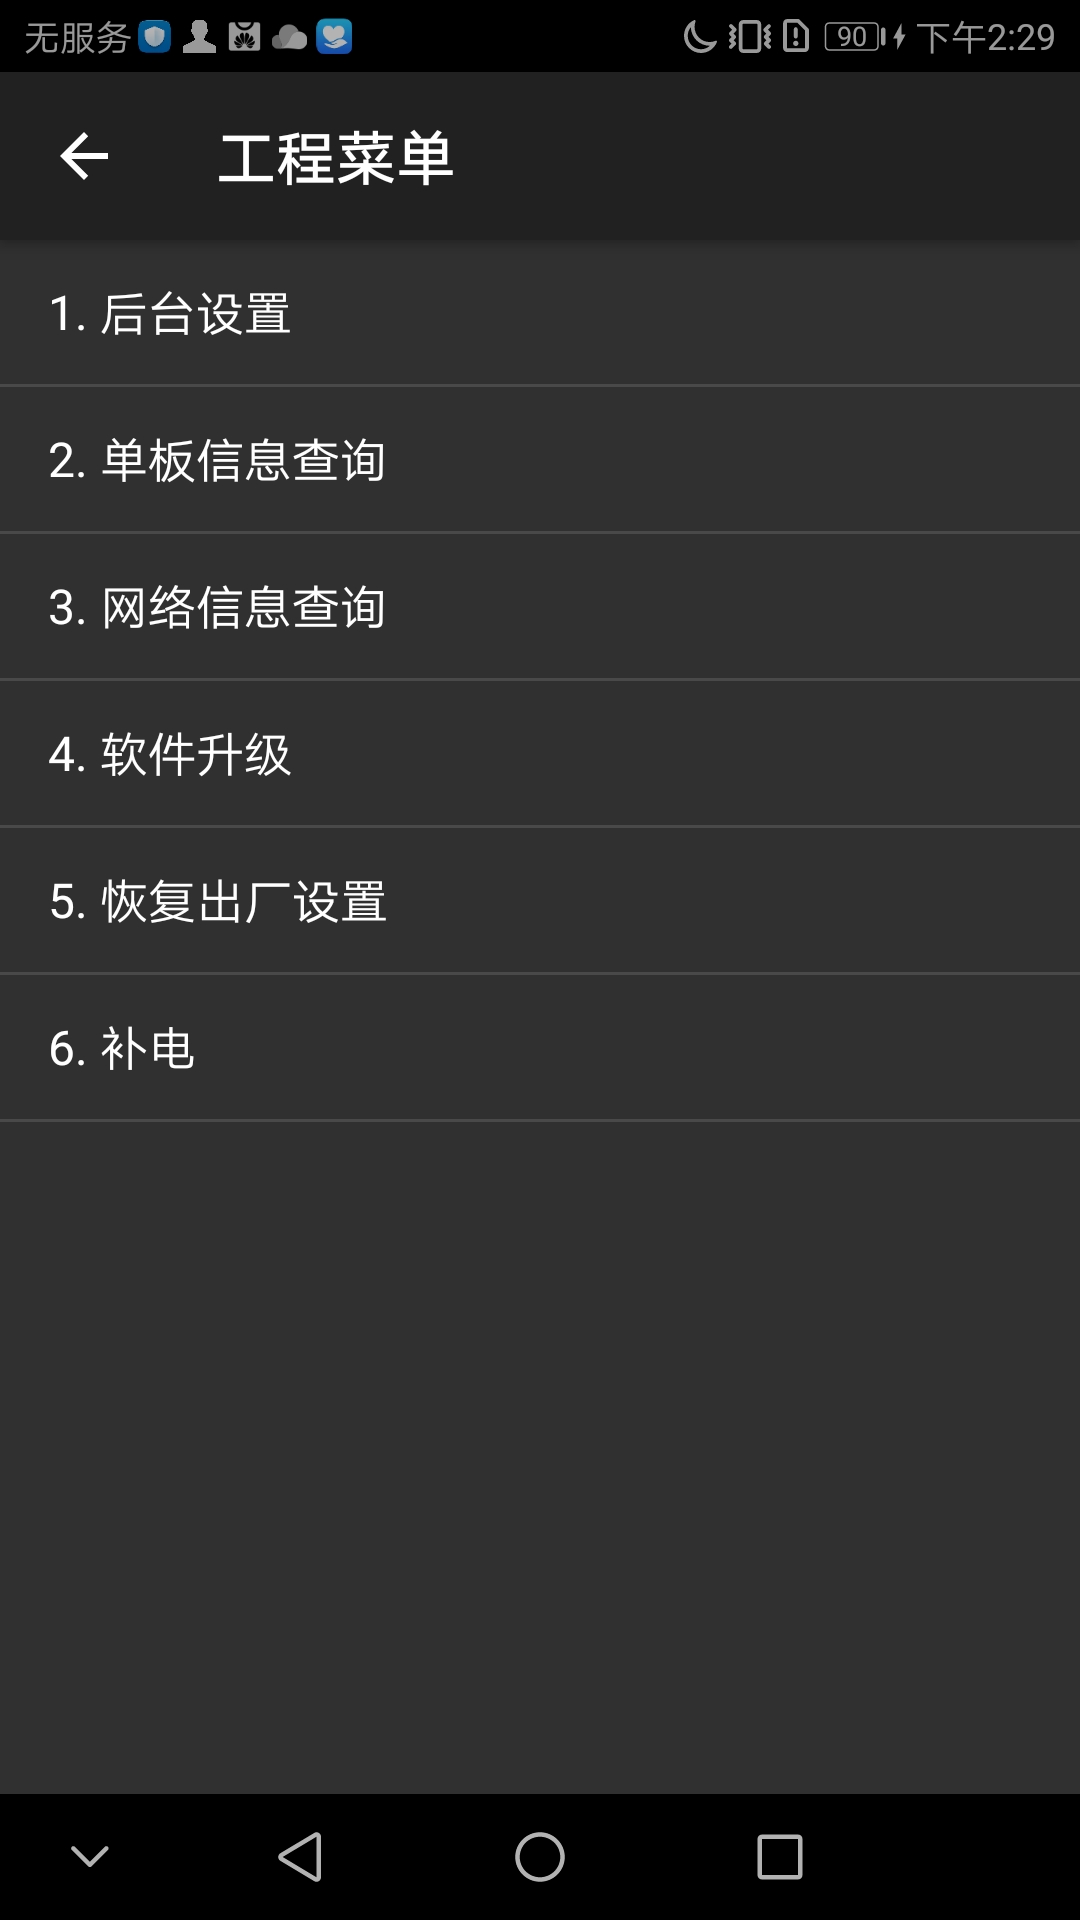 无服务 90 下午2:29
工程菜单
1. 后台设置
2. 单板信息查询
3. 网络信息查询
4. 软件升级
5. 恢复出厂设置
6. 补电